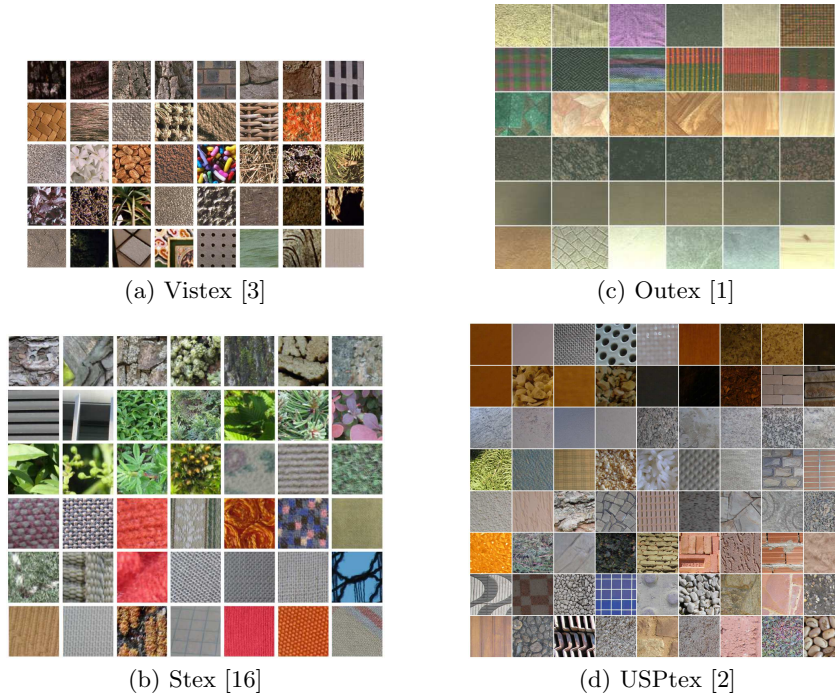 (a) Vistex [3]
(c) Outex [1]
(b) Stex [16]
(d) USPtex [2]